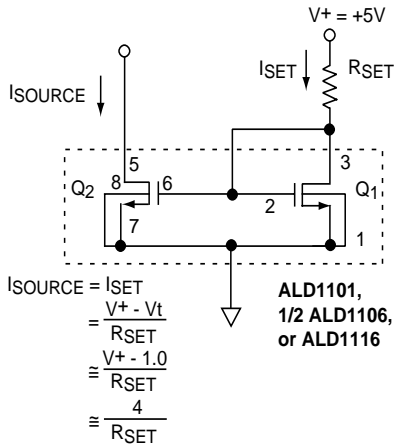 V+ = +5V
ISET
RSET
ISOURCE
5
3
Q2
8
6
2
Q1
7
1
ISOURCE = ISET
= V+ - Vt
RSET
≅ V+ - 1.0
RSET
≅ 4
RSET
ALD1101,
1/2 ALD1106,
or ALD1116